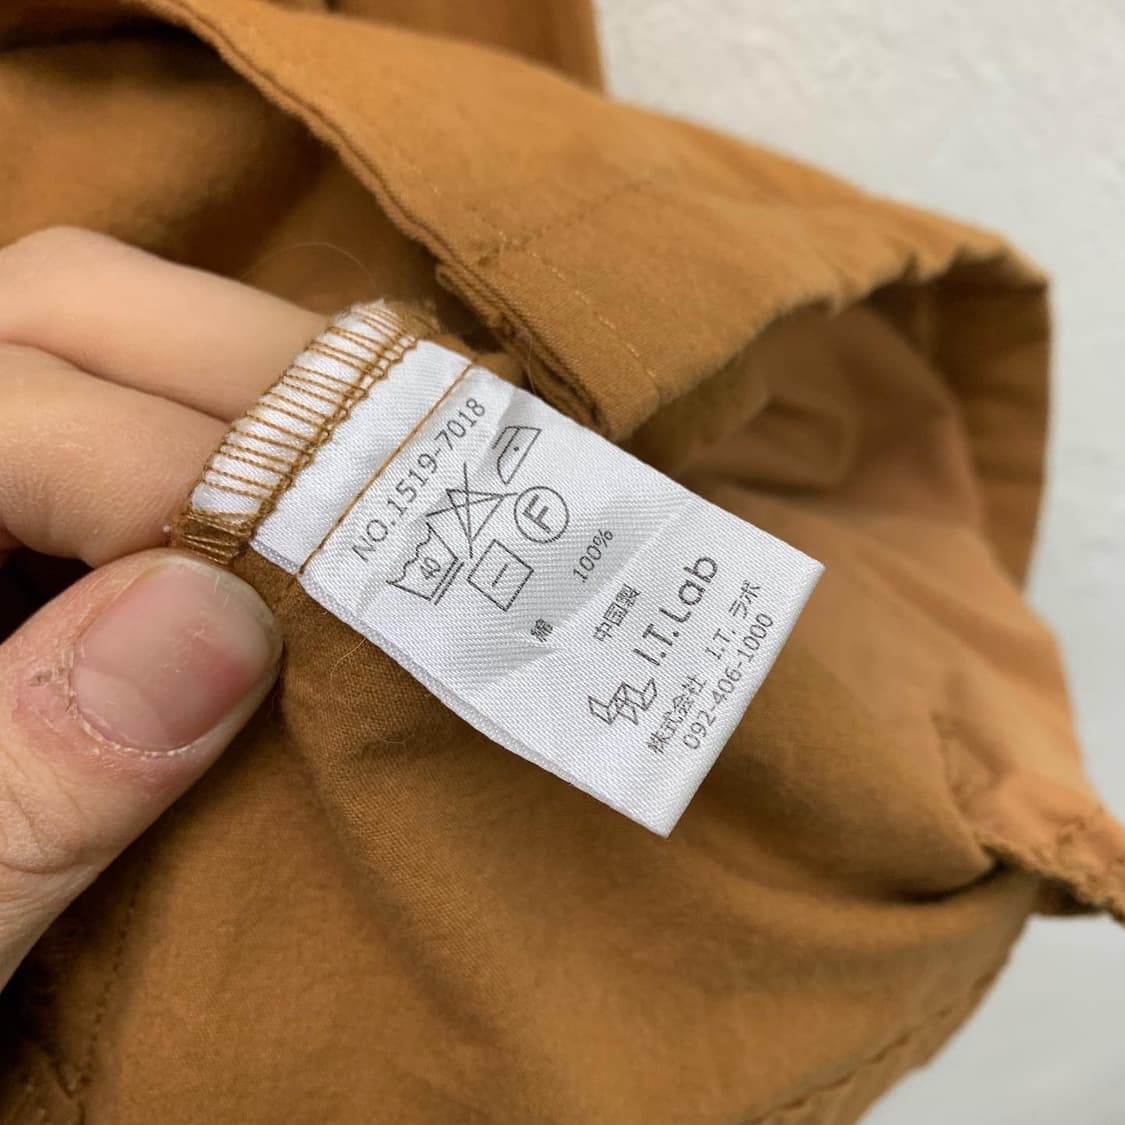 NO.1519-7018
40
F
綿 100%
中国製
I.T.Lab
株式会社 I.T.ラボ
092-406-1000